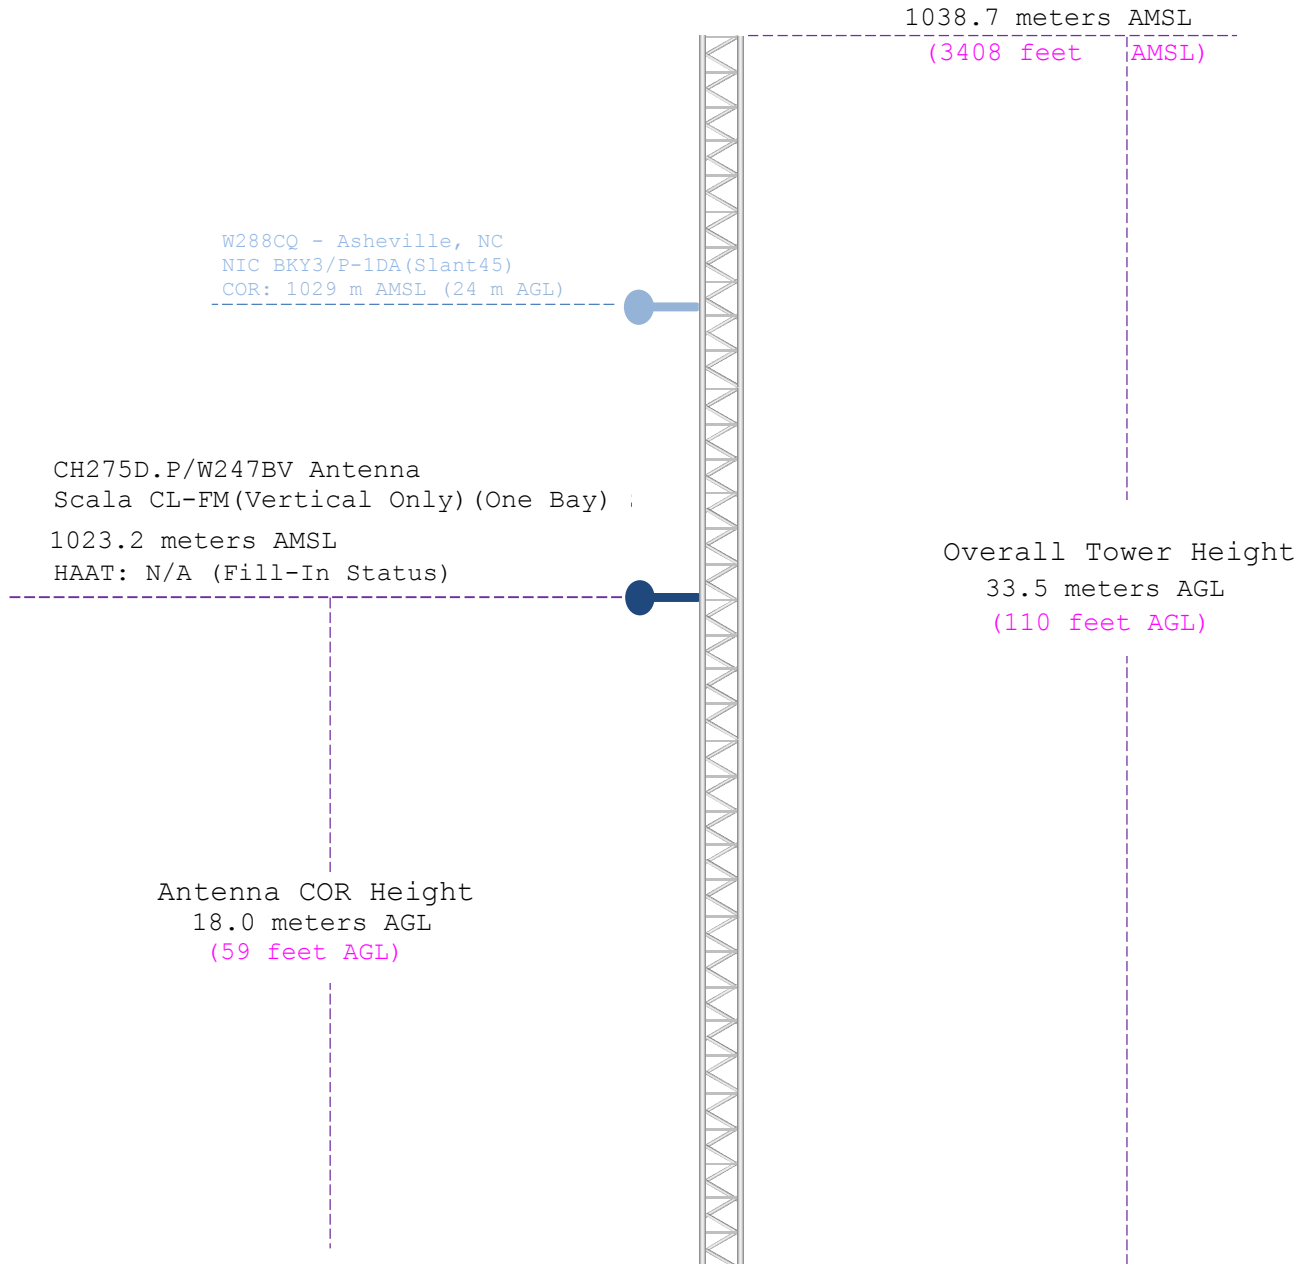 1038.7 meters AMSL
(3408 feet AMSL)
W288CQ - Asheville, NC
NIC BKY3/P-1DA(Slant45)
COR: 1029 m AMSL (24 m AGL)
CH275D.P/W247BV Antenna
Scala CL-FM(Vertical Only)(One Bay)
1023.2 meters AMSL
HAAT: N/A (Fill-In Status)
Overall Tower Height
33.5 meters AGL
(110 feet AGL)
Antenna COR Height
18.0 meters AGL
(59 feet AGL)